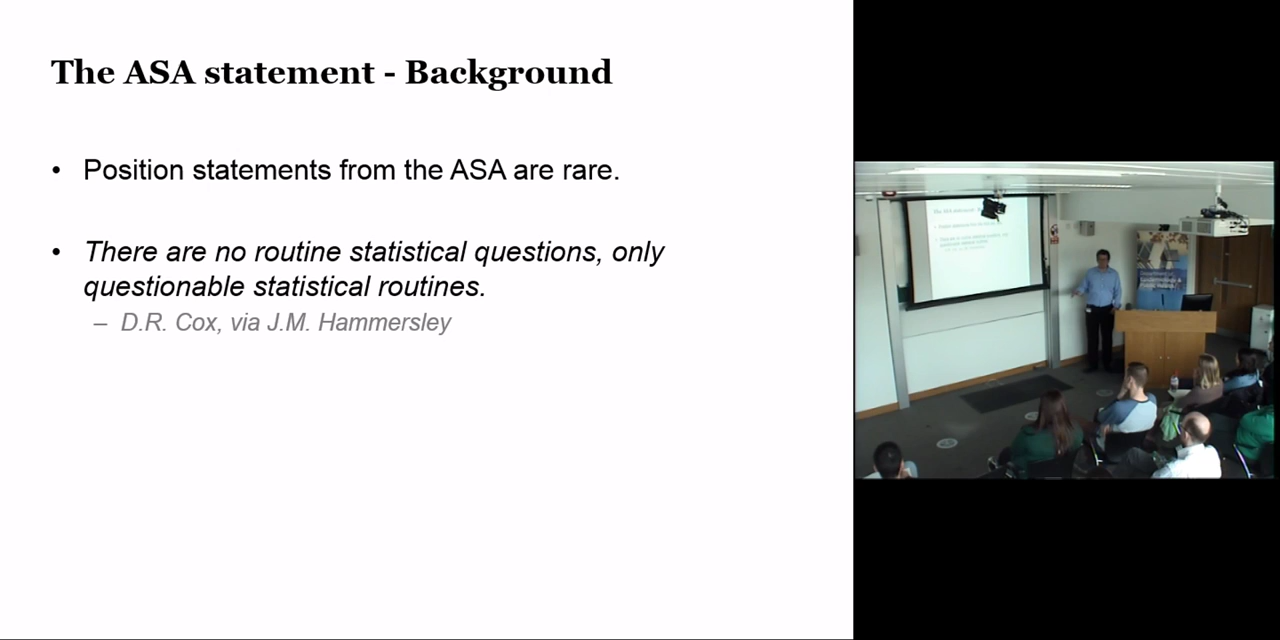 The ASA statement - Background
• Position statements from the ASA are rare.
• There are no routine statistical questions, only
questionable statistical routines.
– D.R. Cox, via J.M. Hammersley